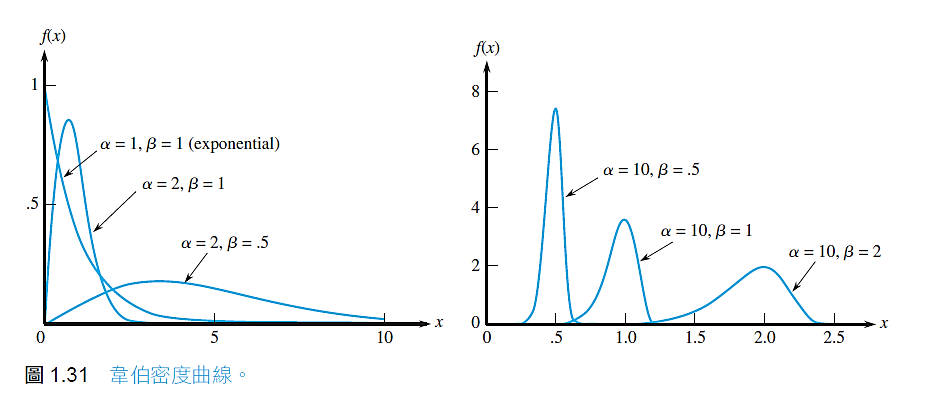 f(x)
1
α = 1, β = 1 (exponential)
α = 2, β = 1
.5
α = 2, β = .5
x
0
5
10
f(x)
8
6
α = 10, β = .5
4
α = 10, β = 1
α = 10, β = 2
2
0
x
0
.5
1.0
1.5
2.0
2.5
圖 1.31 韋伯密度曲線。